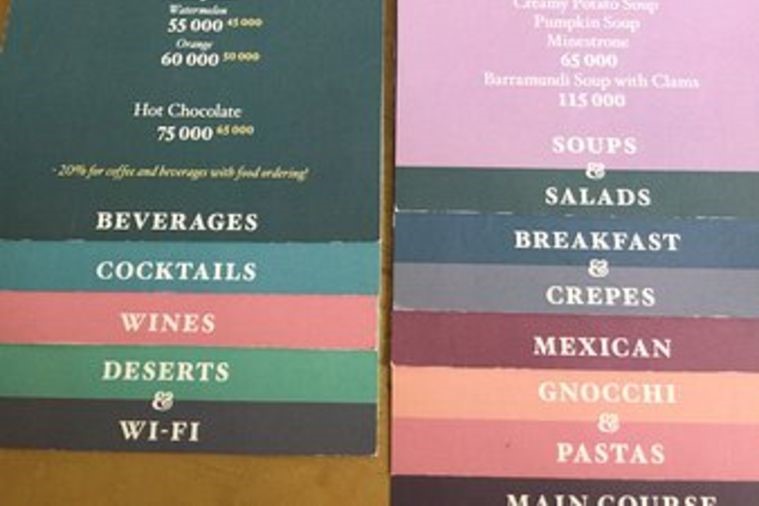 Watermelon
55 000 45 000
Orange
60 000 50 000
Hot Chocolate
75 000 65 000
-20% for coffee and beverages with food ordering!
BEVERAGES
COCKTAILS
WINES
DESERTS
&
WI-FI
Creamy Potato Soup
Pumpkin Soup
Minestrone
65 000
Barramundi Soup with Clams
115 000
SOUPS
&
SALADS
BREAKFAST
&
CREPES
MEXICAN
GNOCCHI
&
PASTAS
MAIN COURSE